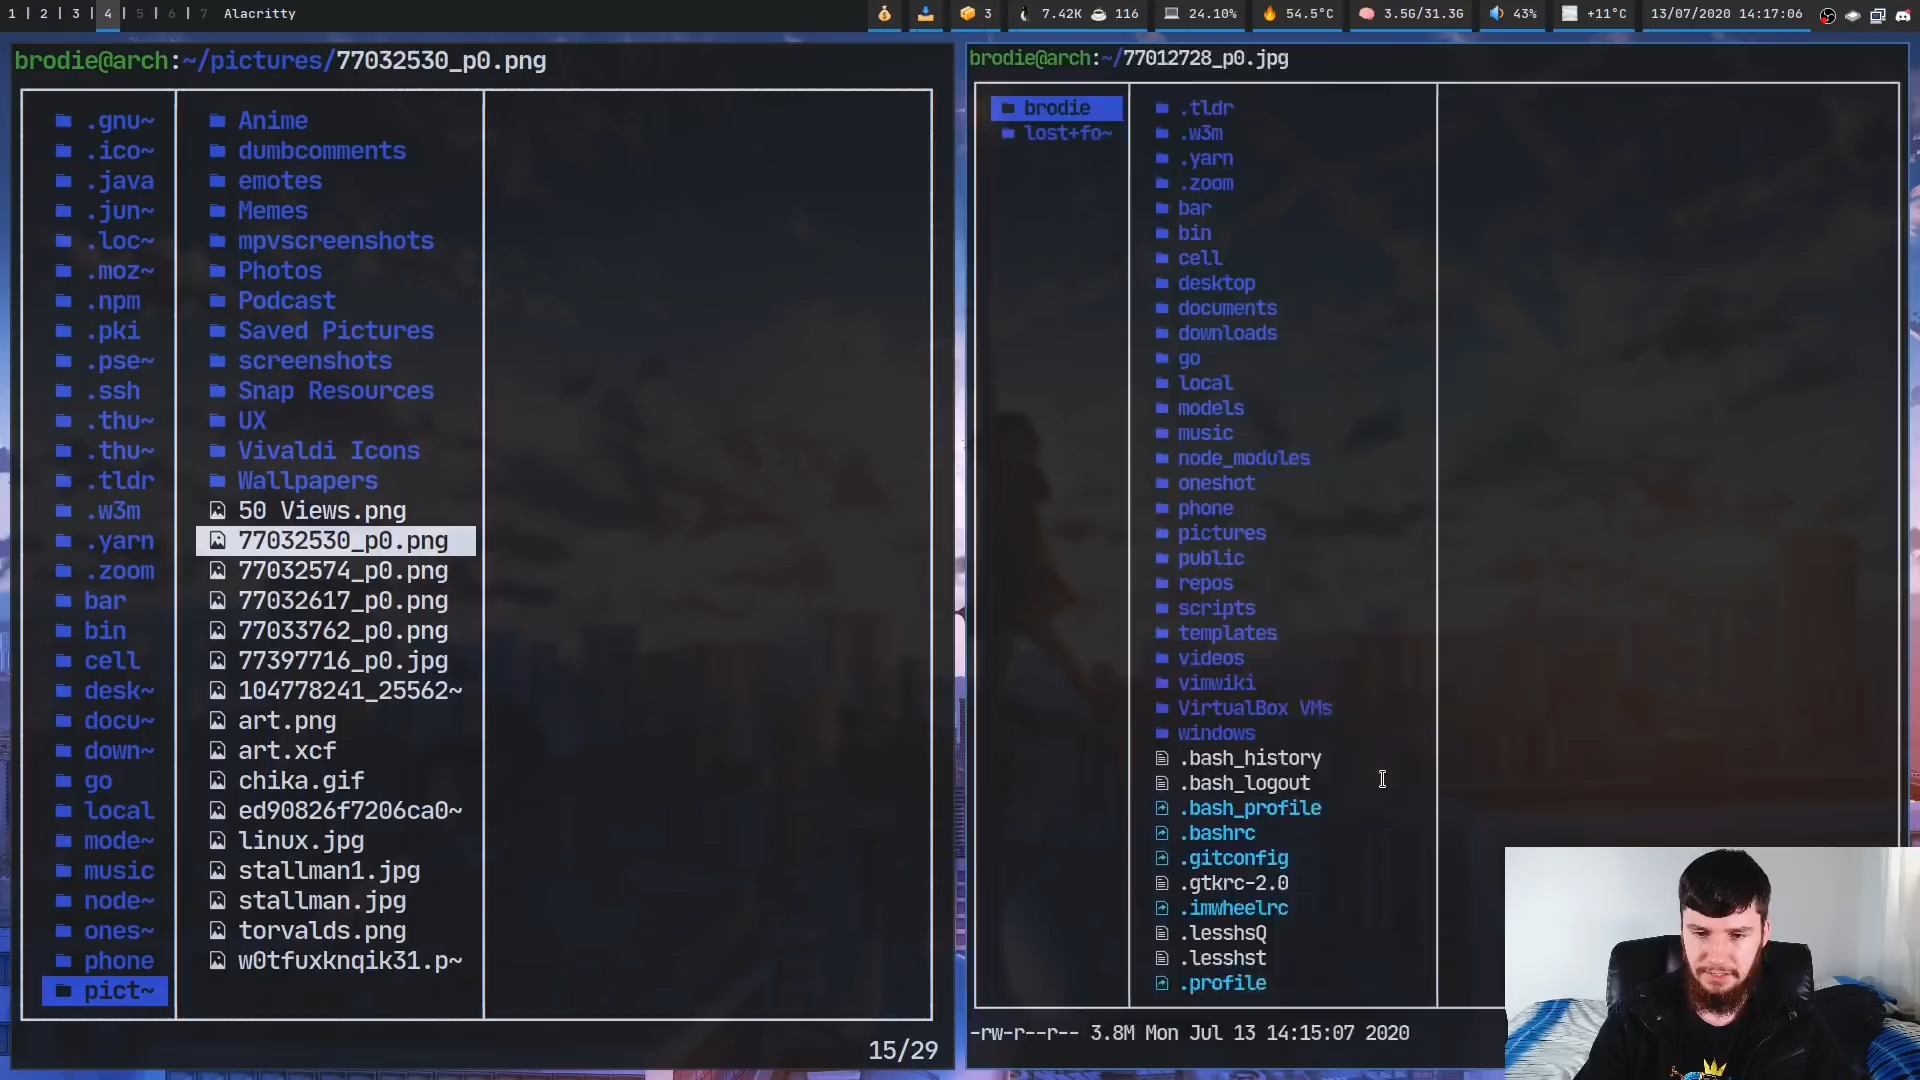 1 | 2 | 3 | 4 | 5 | 6 | 7 Alacritty
3 7.42K 116 24.10% 54.5°C 3.5G/31.3G 43% +11°C 13/07/2020 14:17:06
brodie@arch:~/pictures/77032530_p0.png
.gnu~
.ico~
.java
.jun~
.loc~
.moz~
.npm
.pki
.pse~
.ssh
.thu~
.thu~
.tldr
.w3m
.yarn
.zoom
bar
bin
cell
desk~
docu~
down~
go
local
mode~
music
node~
ones~
phone
pict~
Anime
dumbcomments
emotes
Memes
mpvscreenshots
Photos
Podcast
Saved Pictures
screenshots
Snap Resources
UX
Vivaldi Icons
Wallpapers
50 Views.png
77032530_p0.png
77032574_p0.png
77032617_p0.png
77033762_p0.png
77397716_p0.jpg
104778241_25562~
art.png
art.xcf
chika.gif
ed90826f7206ca0~
linux.jpg
stallman1.jpg
stallman.jpg
torvalds.png
w0tfuxknqik31.p~
15/29
brodie@arch:~/77012728_p0.jpg
brodie
lost+fo~
.tldr
.w3m
.yarn
.zoom
bar
bin
cell
desktop
documents
downloads
go
local
models
music
node_modules
oneshot
phone
pictures
public
repos
scripts
templates
videos
vimwiki
VirtualBox VMs
windows
.bash_history
.bash_logout
.bash_profile
.bashrc
.gitconfig
.gtkrc-2.0
.imwheelrc
.lesshsQ
.lesshst
.profile
-rw-r--r-- 3.8M Mon Jul 13 14:15:07 2020